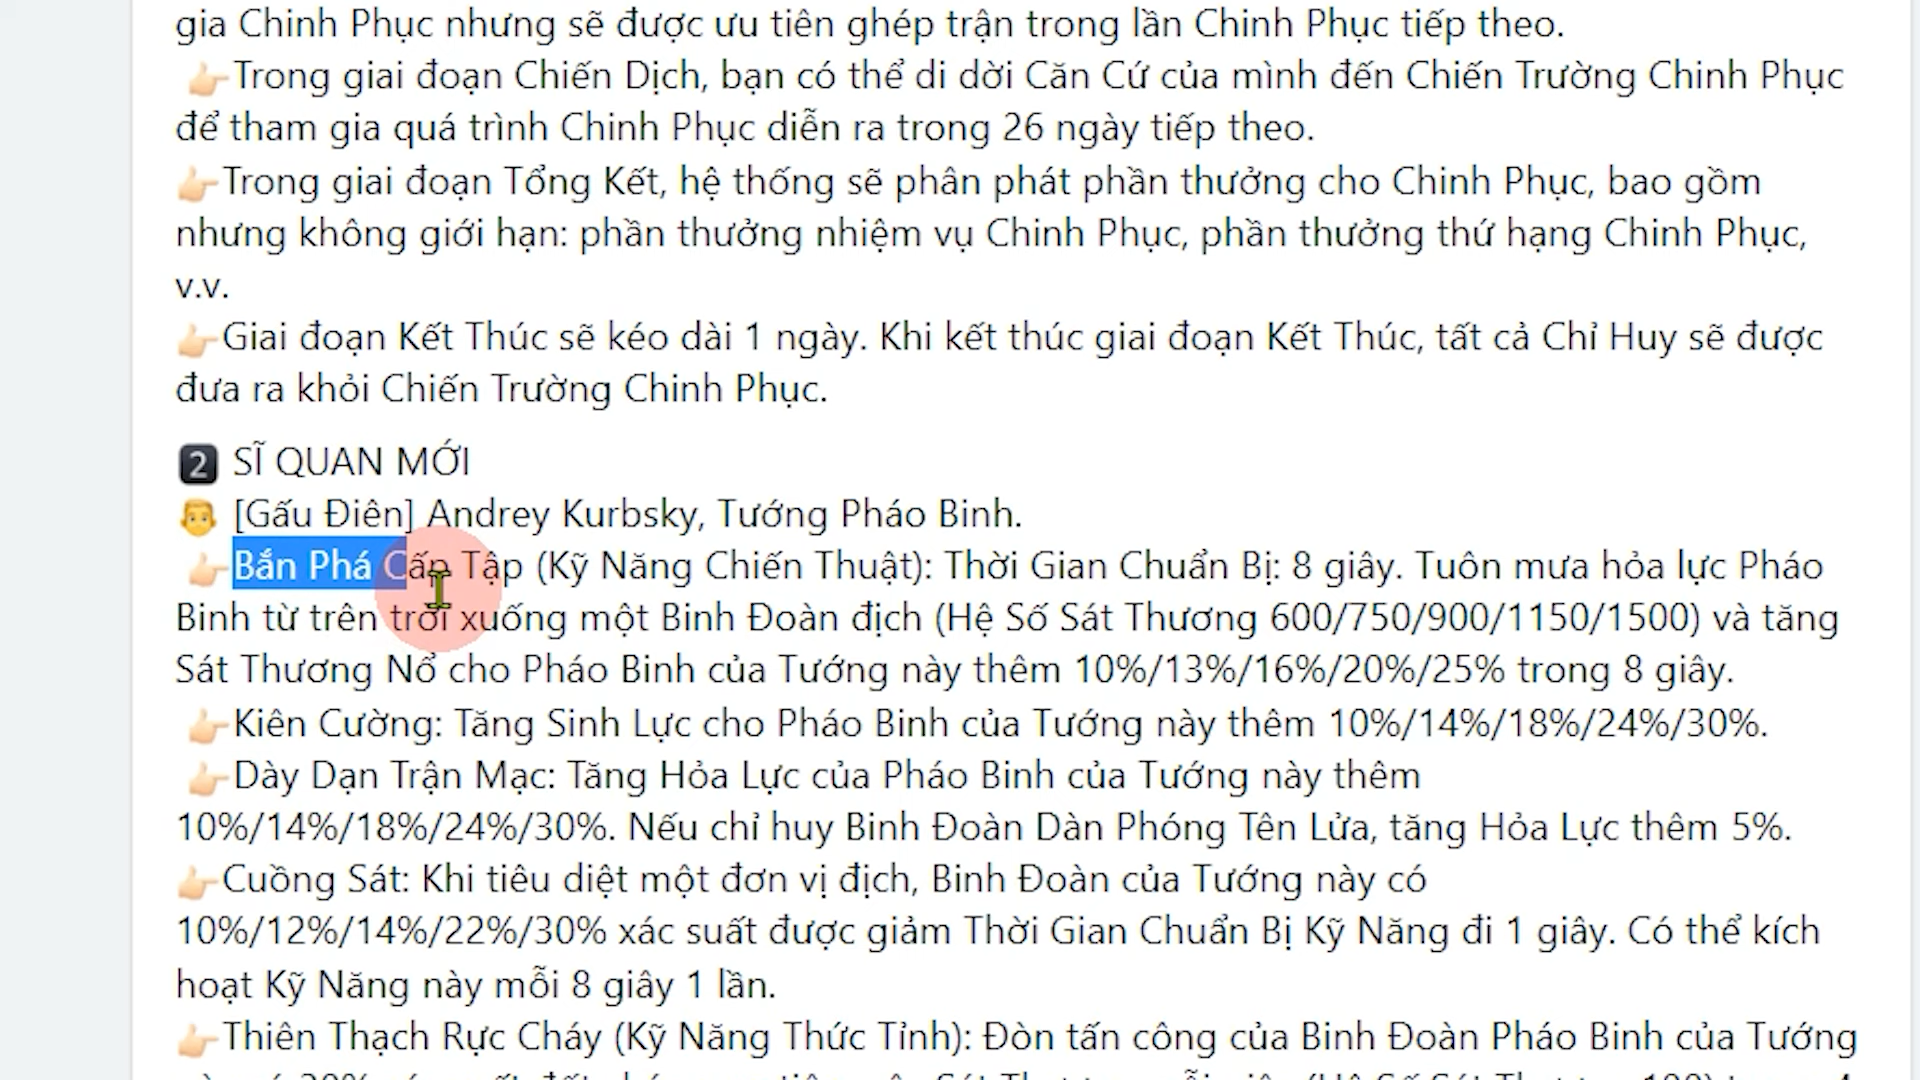 gia Chinh Phục nhưng sẽ được ưu tiên ghép trận trong lần Chinh Phục tiếp theo.
👉🏻Trong giai đoạn Chiến Dịch, bạn có thể di dời Căn Cứ của mình đến Chiến Trường Chinh Phục
để tham gia quá trình Chinh Phục diễn ra trong 26 ngày tiếp theo.
👉🏻Trong giai đoạn Tổng Kết, hệ thống sẽ phân phát phần thưởng cho Chinh Phục, bao gồm
nhưng không giới hạn: phần thưởng nhiệm vụ Chinh Phục, phần thưởng thứ hạng Chinh Phục,
v.v.
👉🏻Giai đoạn Kết Thúc sẽ kéo dài 1 ngày. Khi kết thúc giai đoạn Kết Thúc, tất cả Chỉ Huy sẽ được
đưa ra khỏi Chiến Trường Chinh Phục.
2 SĨ QUAN MỚI
[Gấu Điên] Andrey Kurbsky, Tướng Pháo Binh.
👉🏻Bắn Phá Cấp Tập (Kỹ Năng Chiến Thuật): Thời Gian Chuẩn Bị: 8 giây. Tuôn mưa hỏa lực Pháo
Binh từ trên trời xuống một Binh Đoàn địch (Hệ Số Sát Thương 600/750/900/1150/1500) và tăng
Sát Thương Nổ cho Pháo Binh của Tướng này thêm 10%/13%/16%/20%/25% trong 8 giây.
👉🏻Kiên Cường: Tăng Sinh Lực cho Pháo Binh của Tướng này thêm 10%/14%/18%/24%/30%.
👉🏻Dày Dạn Trận Mạc: Tăng Hỏa Lực của Pháo Binh của Tướng này thêm
10%/14%/18%/24%/30%. Nếu chỉ huy Binh Đoàn Dàn Phóng Tên Lửa, tăng Hỏa Lực thêm 5%.
👉🏻Cuồng Sát: Khi tiêu diệt một đơn vị địch, Binh Đoàn của Tướng này có
10%/12%/14%/22%/30% xác suất được giảm Thời Gian Chuẩn Bị Kỹ Năng đi 1 giây. Có thể kích
hoạt Kỹ Năng này mỗi 8 giây 1 lần.
👉🏻Thiên Thạch Rực Cháy (Kỹ Năng Thức Tỉnh): Đòn tấn công của Binh Đoàn Pháo Binh của Tướng